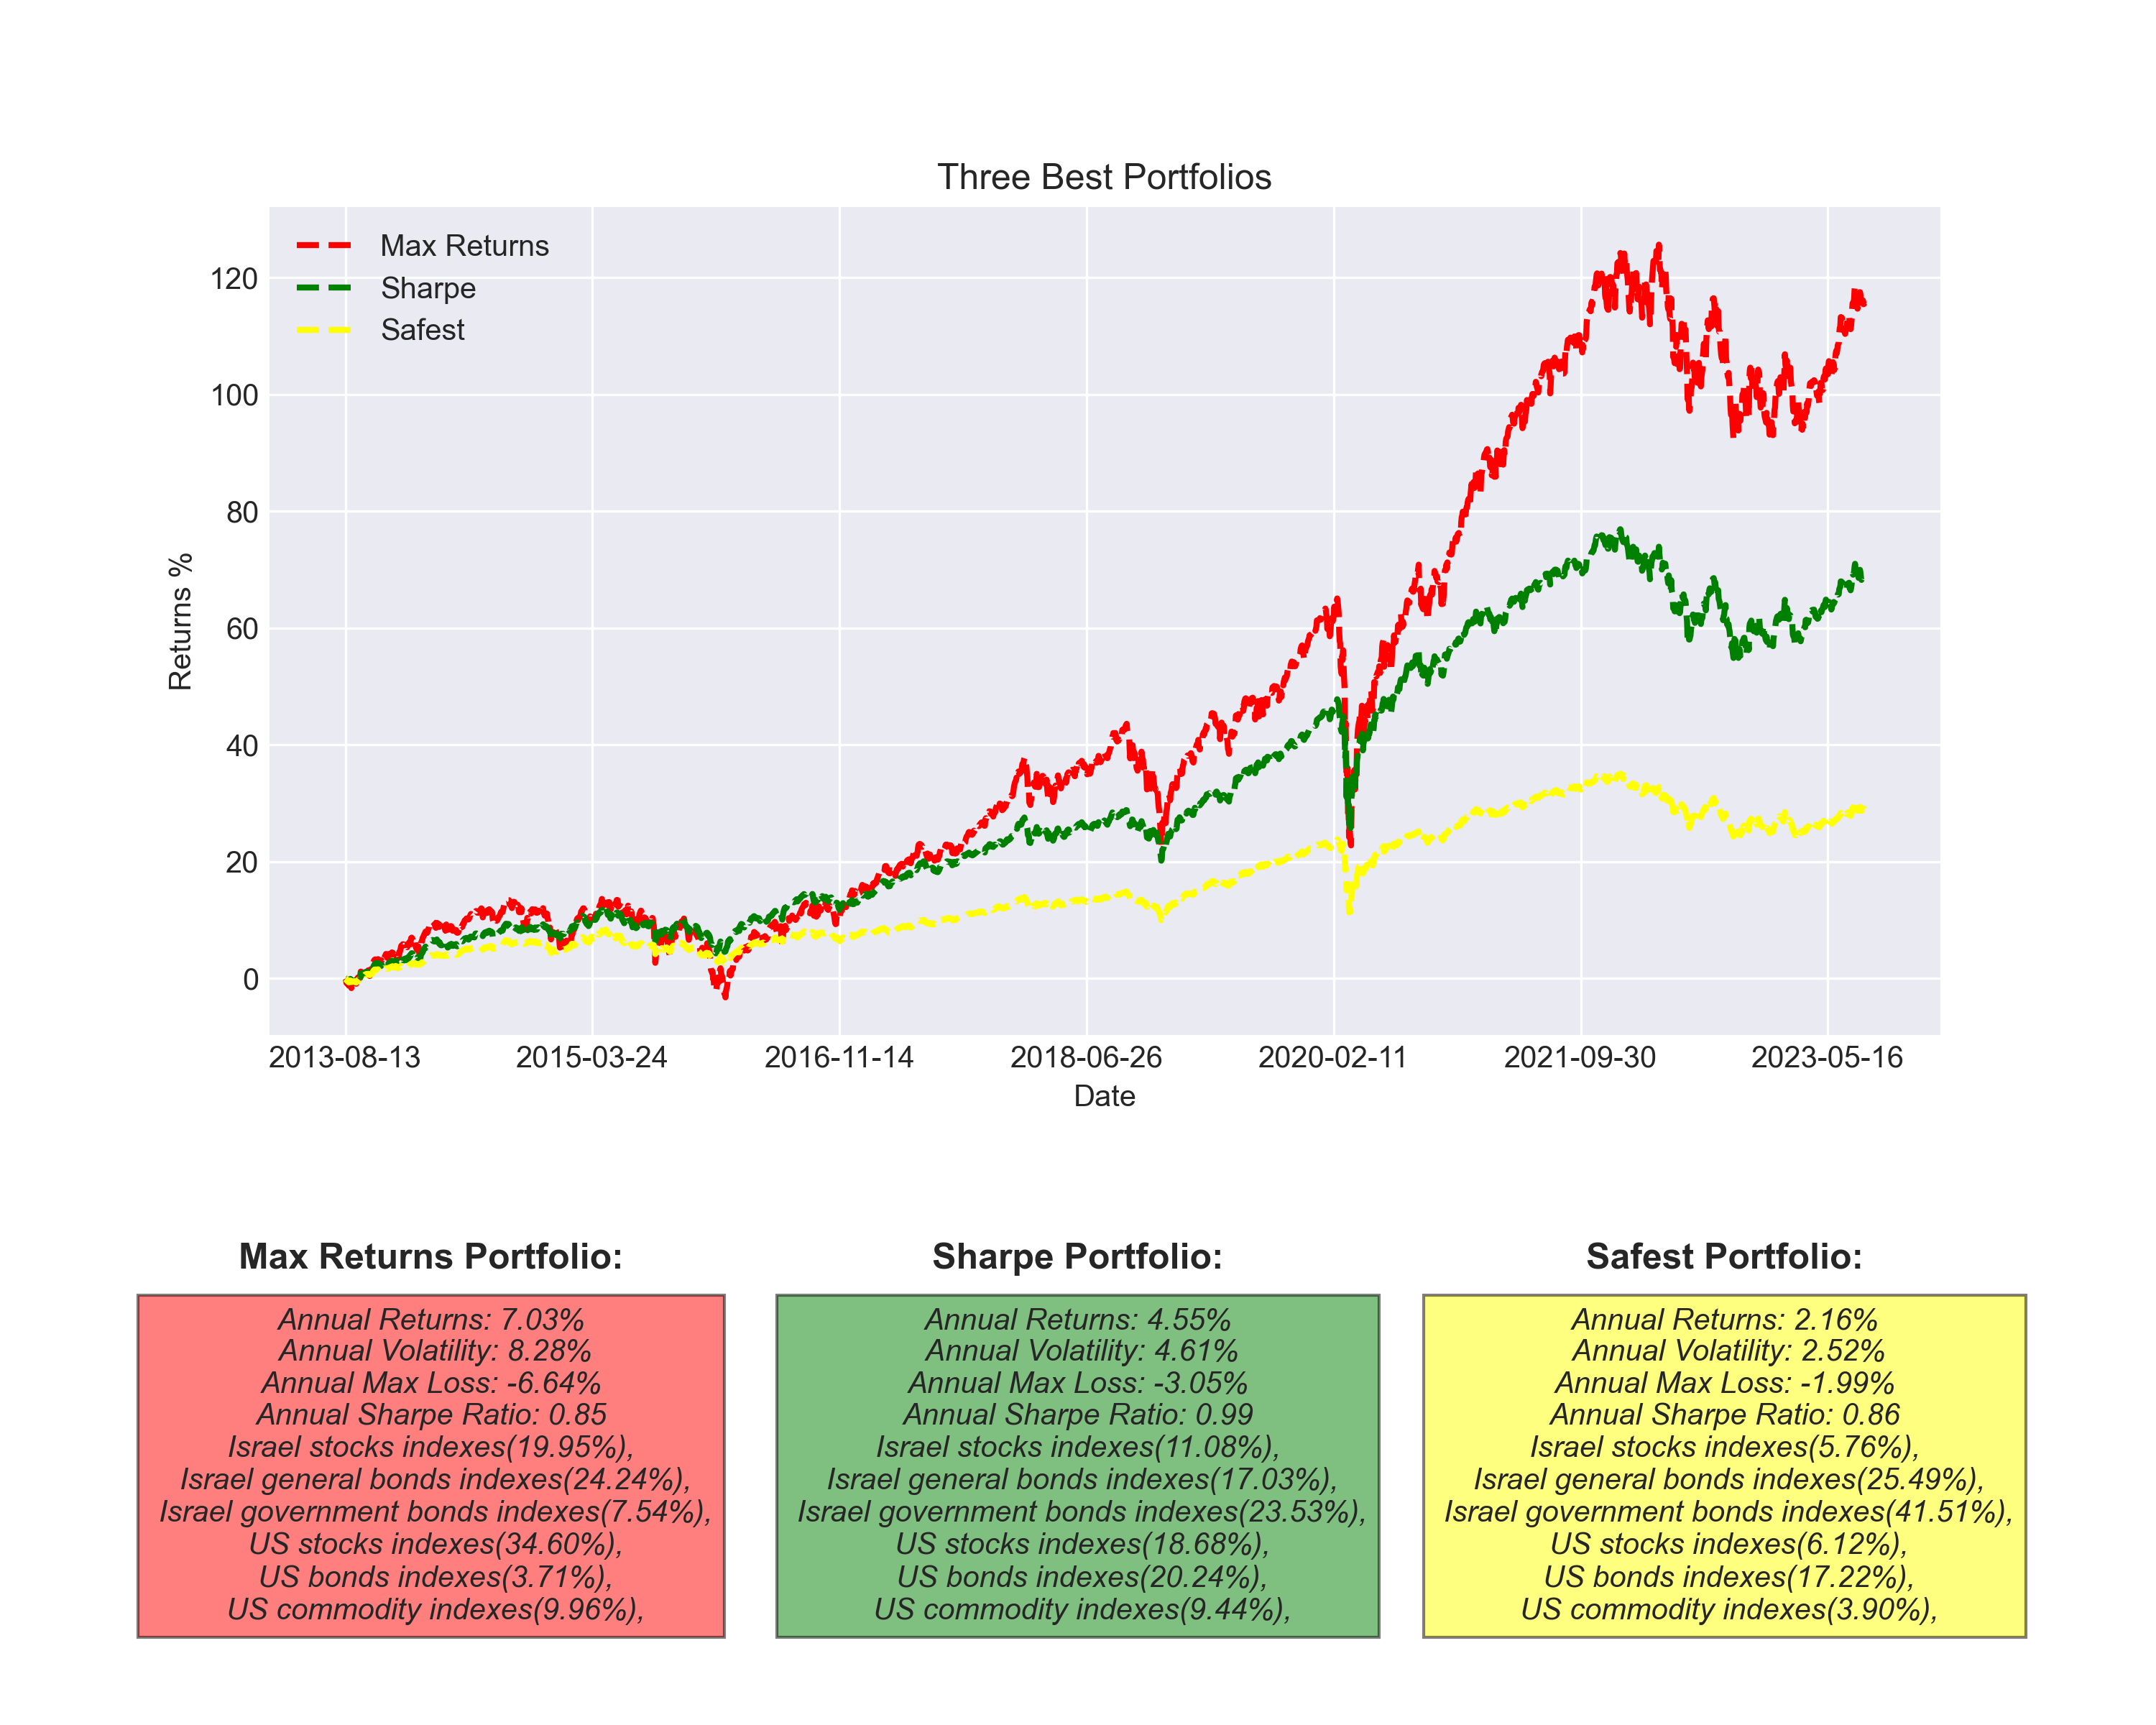 Three Best Portfolios
Max Returns
Sharpe
Safest
120
100
80
60
40
20
0
Returns %
2013-08-13 2015-03-24 2016-11-14 2018-06-26 2020-02-11 2021-09-30 2023-05-16
Date
Max Returns Portfolio:
Annual Returns: 7.03%
Annual Volatility: 8.28%
Annual Max Loss: -6.64%
Annual Sharpe Ratio: 0.85
Israel stocks indexes(19.95%),
Israel general bonds indexes(24.24%),
Israel government bonds indexes(7.54%),
US stocks indexes(34.60%),
US bonds indexes(3.71%),
US commodity indexes(9.96%),
Sharpe Portfolio:
Annual Returns: 4.55%
Annual Volatility: 4.61%
Annual Max Loss: -3.05%
Annual Sharpe Ratio: 0.99
Israel stocks indexes(11.08%),
Israel general bonds indexes(17.03%),
Israel government bonds indexes(23.53%),
US stocks indexes(18.68%),
US bonds indexes(20.24%),
US commodity indexes(9.44%),
Safest Portfolio:
Annual Returns: 2.16%
Annual Volatility: 2.52%
Annual Max Loss: -1.99%
Annual Sharpe Ratio: 0.86
Israel stocks indexes(5.76%),
Israel general bonds indexes(25.49%),
Israel government bonds indexes(41.51%),
US stocks indexes(6.12%),
US bonds indexes(17.22%),
US commodity indexes(3.90%),